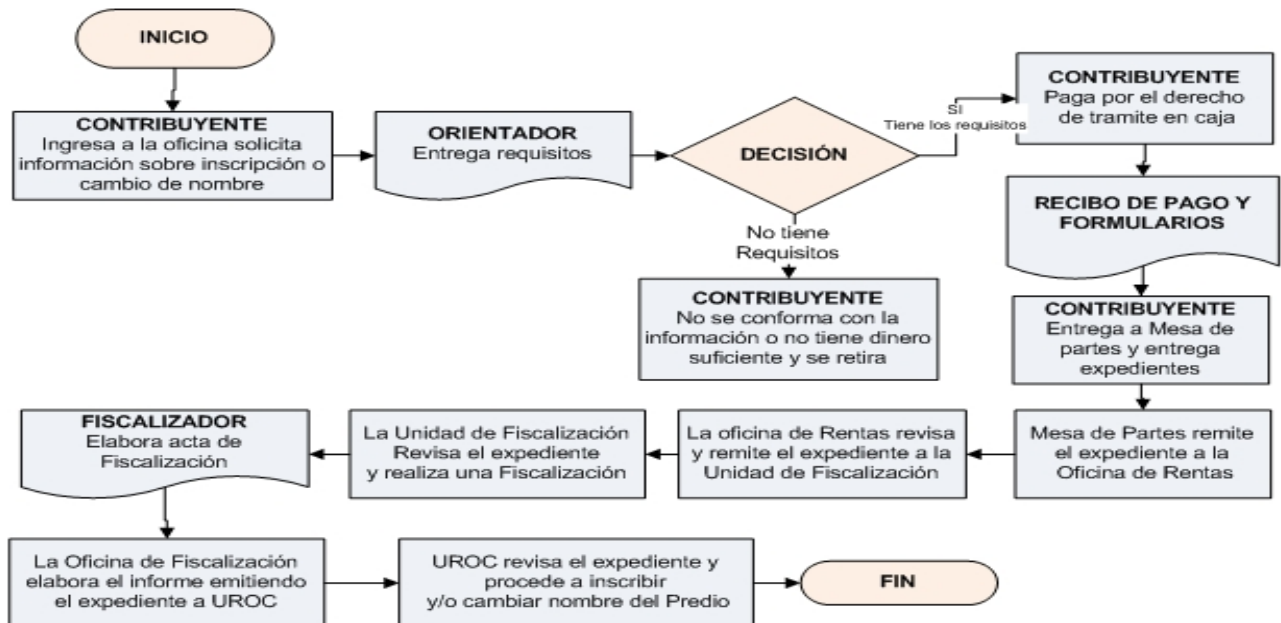 INICIO
CONTRIBUYENTE
Ingresa a la oficina solicita
información sobre inscripción o
cambio de nombre
ORIENTADOR
Entrega requisitos
DECISIÓN
SI
Tiene los requisitos
CONTRIBUYENTE
Paga por el derecho
de tramite en caja
RECIBO DE PAGO Y
FORMULARIOS
No tiene
Requisitos
CONTRIBUYENTE
No se conforma con la
información o no tiene dinero
suficiente y se retira
CONTRIBUYENTE
Entrega a Mesa de
partes y entrega
expedientes
Mesa de Partes remite
el expediente a la
Oficina de Rentas
La oficina de Rentas revisa
y remite el expediente a la
Unidad de Fiscalización
La Unidad de Fiscalización
Revisa el expediente
y realiza una Fiscalización
FISCALIZADOR
Elabora acta de
Fiscalización
La Oficina de Fiscalización
elabora el informe emitiendo
el expediente a UROC
UROC revisa el expediente y
procede a inscribir
y/o cambiar nombre del Predio
FIN